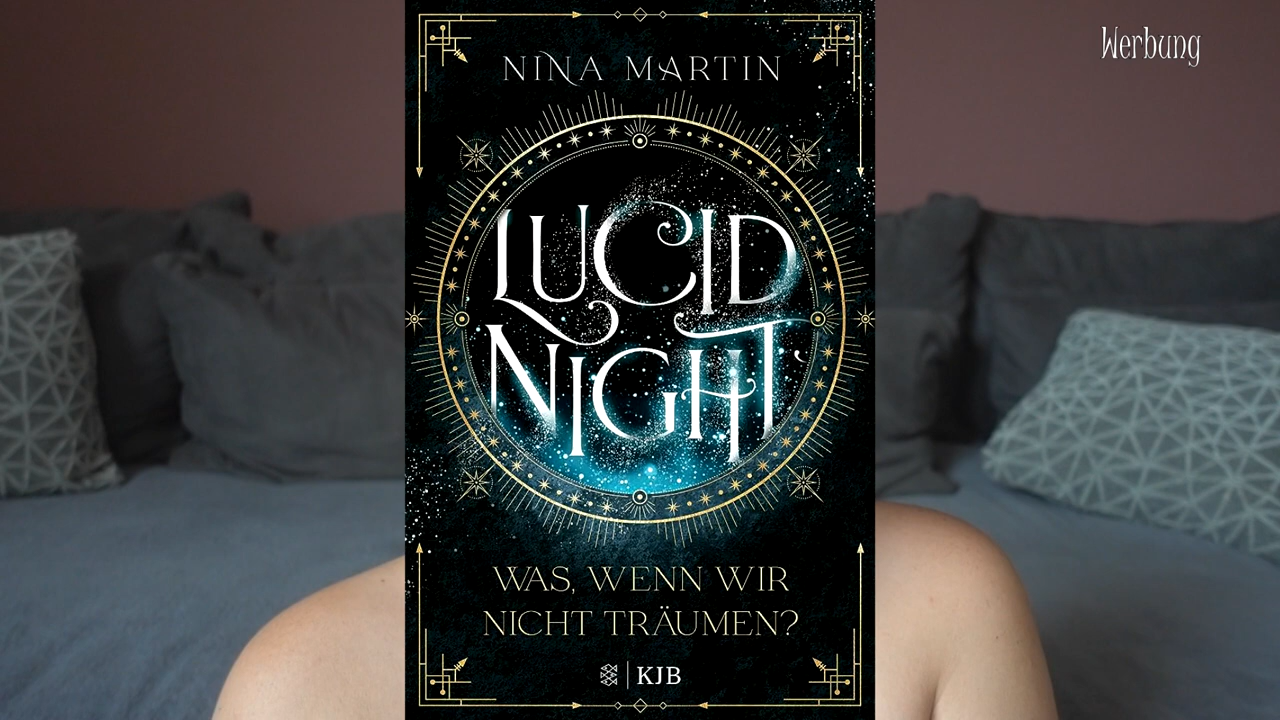 Werbung
NINA MARTIN
LUCID
NIGHT
WAS, WENN WIR
NICHT TRÄUMEN?
KJB